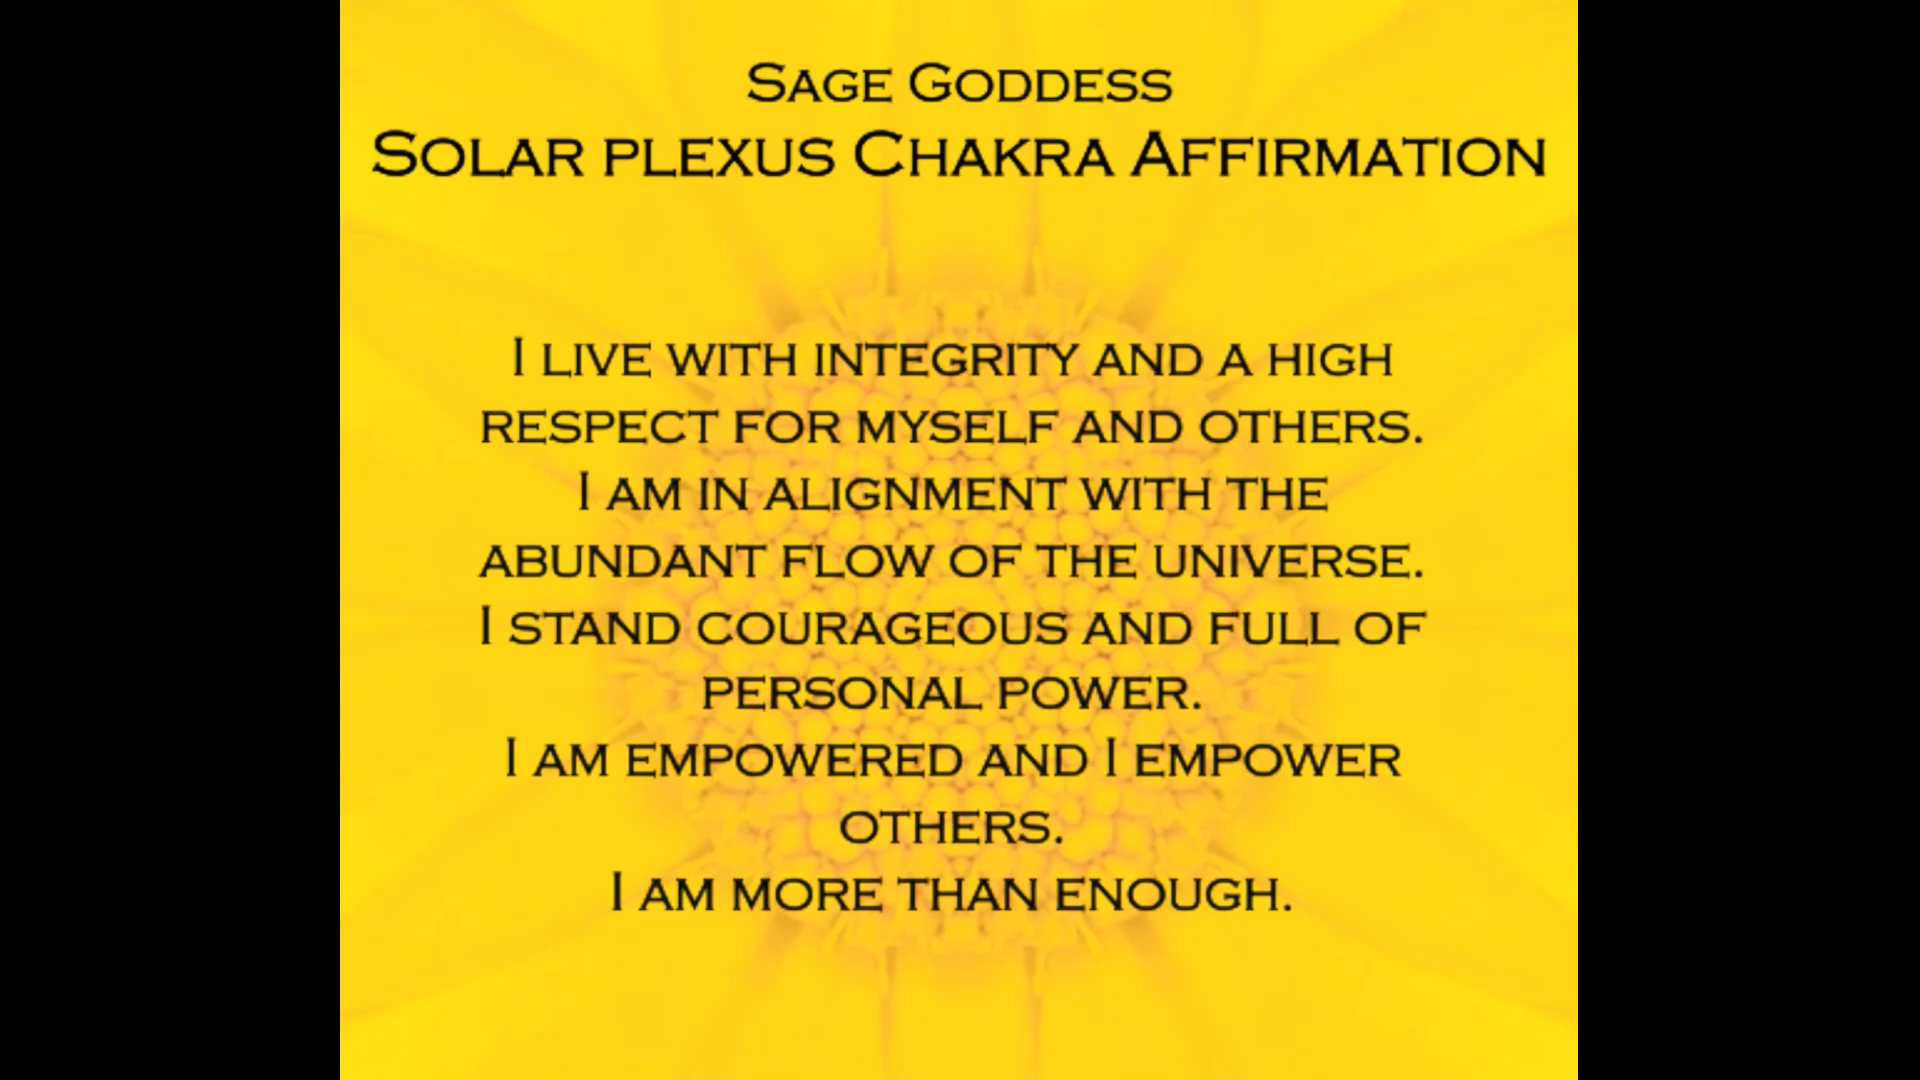 Sage Goddess
Solar plexus Chakra Affirmation
I live with integrity and a high
respect for myself and others.
I am in alignment with the
abundant flow of the universe.
I stand courageous and full of
personal power.
I am empowered and I empower
others.
I am more than enough.